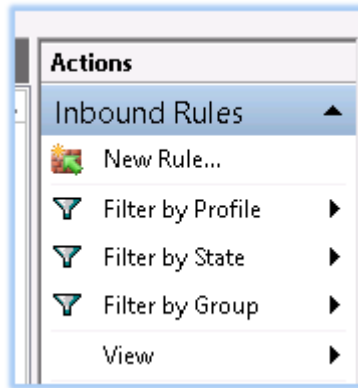 Actions
Inbound Rules
New Rule...
Filter by Profile
Filter by State
Filter by Group
View